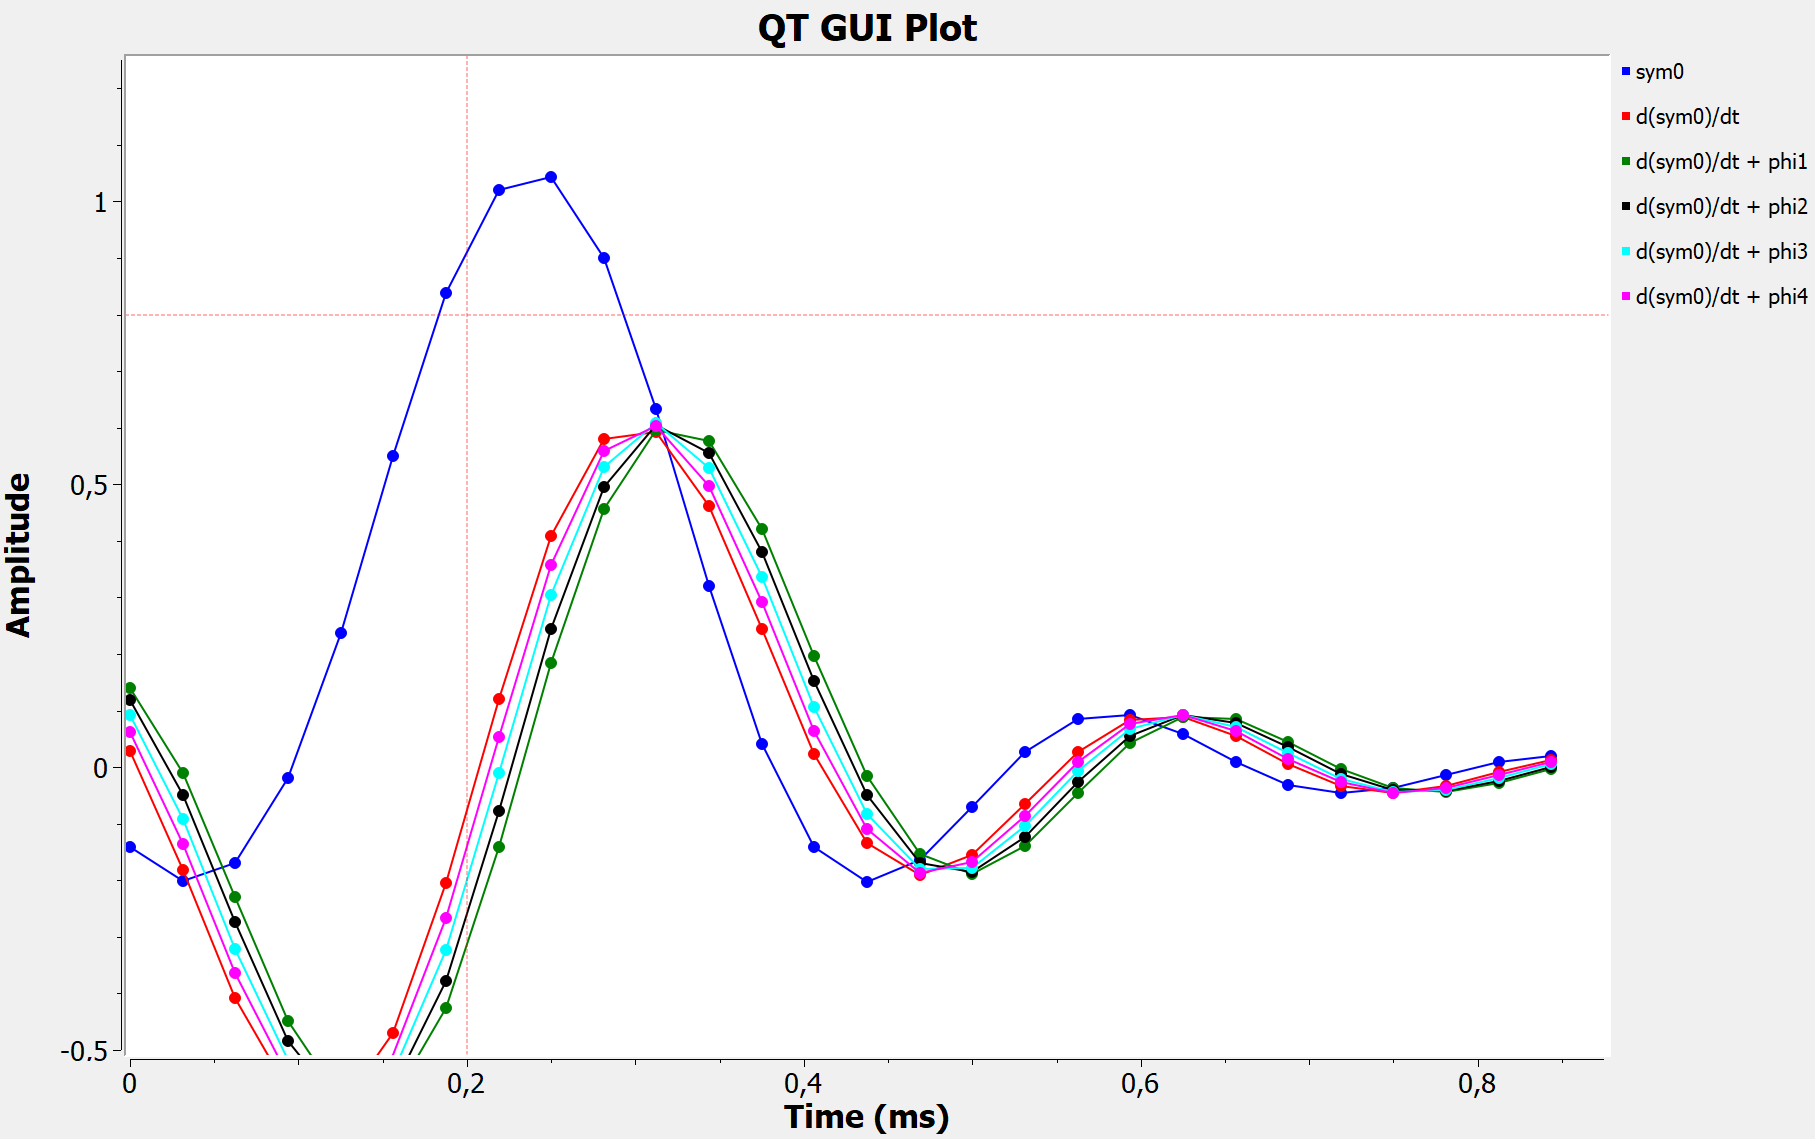 QT GUI Plot
sym0
d(sym0)/dt
d(sym0)/dt + phi1
d(sym0)/dt + phi2
d(sym0)/dt + phi3
d(sym0)/dt + phi4
Amplitude
1
0,5
0
-0,5
0
0,2
0,4
0,6
0,8
Time (ms)